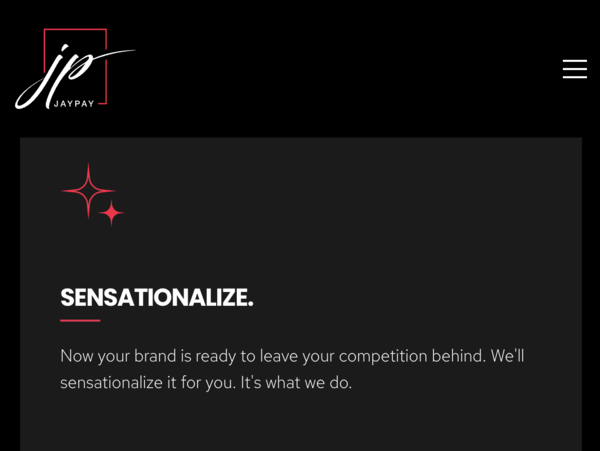 jp
JAYPAY
SENSATIONALIZE.
Now your brand is ready to leave your competition behind. We'll
sensationalize it for you. It's what we do.